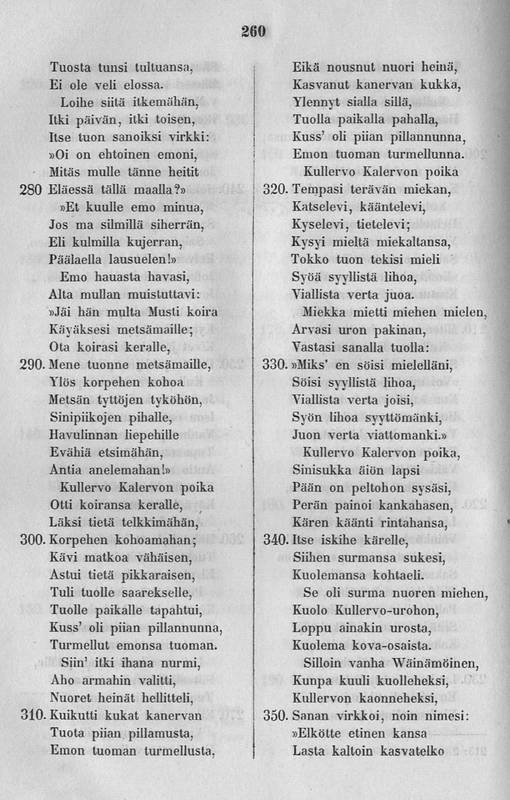 260
Tuosta tunsi tultuansa,
Ei ole veli elossa.
Loihe siitä itkemähän,
Itki päivän, itki toisen,
Itse tuon sanoiksi virkki:
»Oi on ehtoinen emoni,
Mitäs mulle tänne heitit
280 Eläessä tällä maalla?»
»Et kuulle emo minua,
Jos ma silmillä siherrän,
Eli kulmilla kujerran,
Päälaella lausuelen!»
Emo hauasta havasi,
Alta mullan muistuttavi:
»Jäi hän multa Musti koira
Käyäksesi metsämaille;
Ota koirasi keralle,
290. Mene tuonne metsämaille,
Ylös korpehen kohoa
Metsän tyttöjen tyköhön,
Sinipiikojen pihalle,
Havulinnan liepehille
Evähiä etsimähän,
Antia anelemahan!»
Kullervo Kalervon poika
Otti koiransa keralle,
Läksi tietä telkkimähän,
300. Korpehen kohoamahan;
Kävi matkoa vähäisen,
Astui tietä pikkaraisen,
Tuli tuolle saarekselle,
Tuolle paikalle tapahtui,
Kuss' oli piian pillannunna,
Turmellut emonsa tuoman.
Siin' itki ihana nurmi,
Aho armahin valitti,
Nuoret heinät hellitteli,
310. Kuikutti kukat kanervan
Tuota piian pillamusta,
Emon tuoman turmellusta,
Eikä nousnut nuori heinä,
Kasvanut kanervan kukka,
Ylennyt sialla sillä,
Tuolla paikalla pahalla,
Kuss' oli piian pillannunna,
Emon tuoman turmellunna.
Kullervo Kalervon poika
320. Tempasi terävän miekan,
Katselevi, kääntelevi,
Kyselevi, tietelevi;
Kysyi mieltä miekaltansa,
Tokko tuon tekisi mieli
Syöä syyllistä lihoa,
Viallista verta juoa.
Miekka mietti miehen mielen,
Arvasi uron pakinan,
Vastasi sanalla tuolla:
330. »Miks' en söisi mielelläni,
Söisi syyllistä lihoa,
Viallista verta joisi,
Syön lihoa syyttömänki,
Juon verta viattomanki.»
Kullervo Kalervon poika,
Sinisukka äiön lapsi
Pään on peltohon sysäsi,
Perän painoi kankahasen,
Kären käänti rintahansa,
340. Itse iskihe kärelle,
Siihen surmansa sukesi,
Kuolemansa kohtaeli.
Se oli surma nuoren miehen,
Kuolo Kullervo-urohon,
Loppu ainakin urosta,
Kuolema kova-osaista.
Silloin vanha Wäinämöinen,
Kunpa kuuli kuolleheksi,
Kullervon kaonneheksi,
350. Sanan virkkoi, noin nimesi:
»Elkötte etinen kansa
Lasta kaltoin kasvatelko